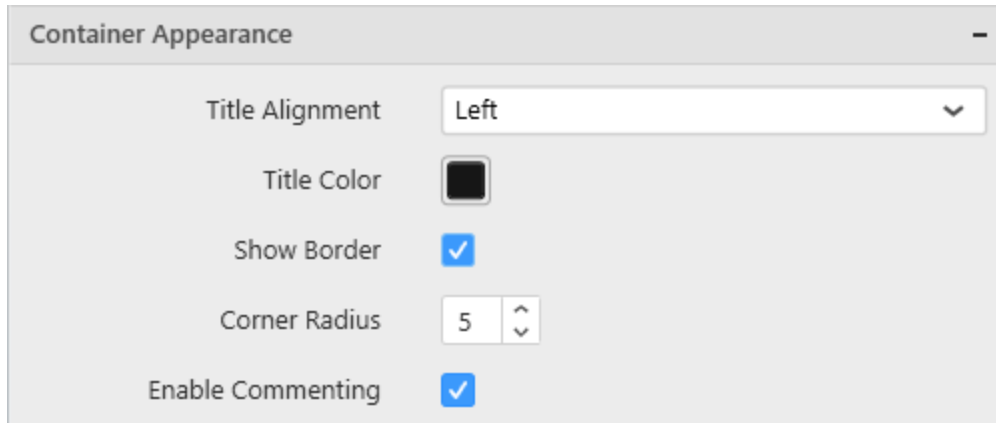 Container Appearance
Title Alignment Left
Title Color
Show Border
Corner Radius 5
Enable Commenting